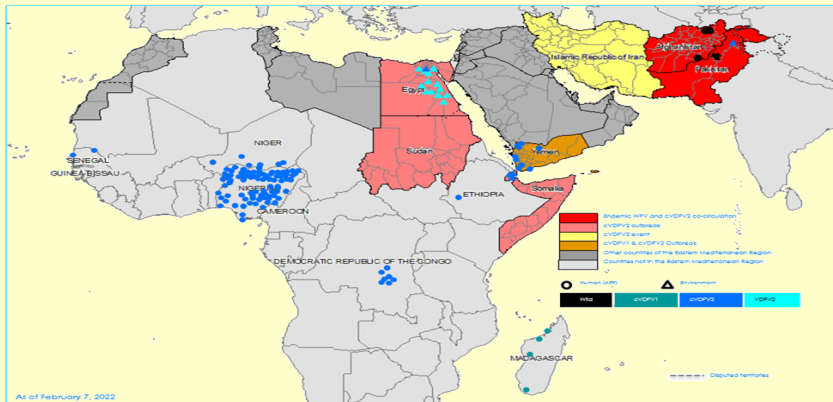 Afghanistan
Islamic Republic of Iran
Pakistan
Egypt
NIGER
Sudan
Yemen
SENEGAL
GUINEA-BISSAU
NIGER
ETHIOPIA
Somalia
CAMEROON
DEMOCRATIC REPUBLIC OF THE CONGO
MADAGASCAR
Endemic WPV and cVDPV2 co-circulation
cVDPV2 outbreak
cVDPV2 event
cVDPV1 & cVDPV2 Outbreak
Other countries of the Eastern Mediterranean Region
Countries not in the Eastern Mediterranean Region
Human (AFP) Environment
Wild cVDPV1 cVDPV2 VDPV2
Disputed territories
As of February 7, 2022